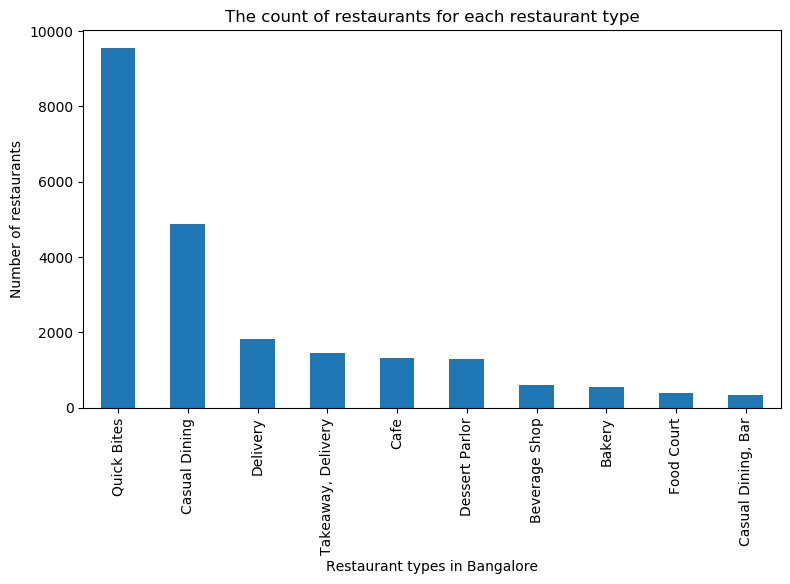 The count of restaurants for each restaurant type
10000
8000
6000
4000
2000
0
Number of restaurants
Quick Bites
Casual Dining
Delivery
Takeaway, Delivery
Cafe
Dessert Parlor
Beverage Shop
Bakery
Food Court
Casual Dining, Bar
Restaurant types in Bangalore